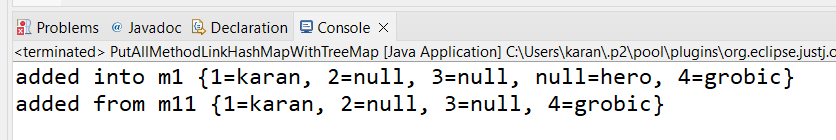 Problems @ Javadoc Declaration Console
<terminated> PutAllMethodLinkHashMapWithTreeMap [Java Application] C:\Users\karan\.p2\pool\plugins\org.eclipse.justj.o
added into m1 {1=karan, 2=null, 3=null, null=hero, 4=grobic}
added from m11 {1=karan, 2=null, 3=null, 4=grobic}